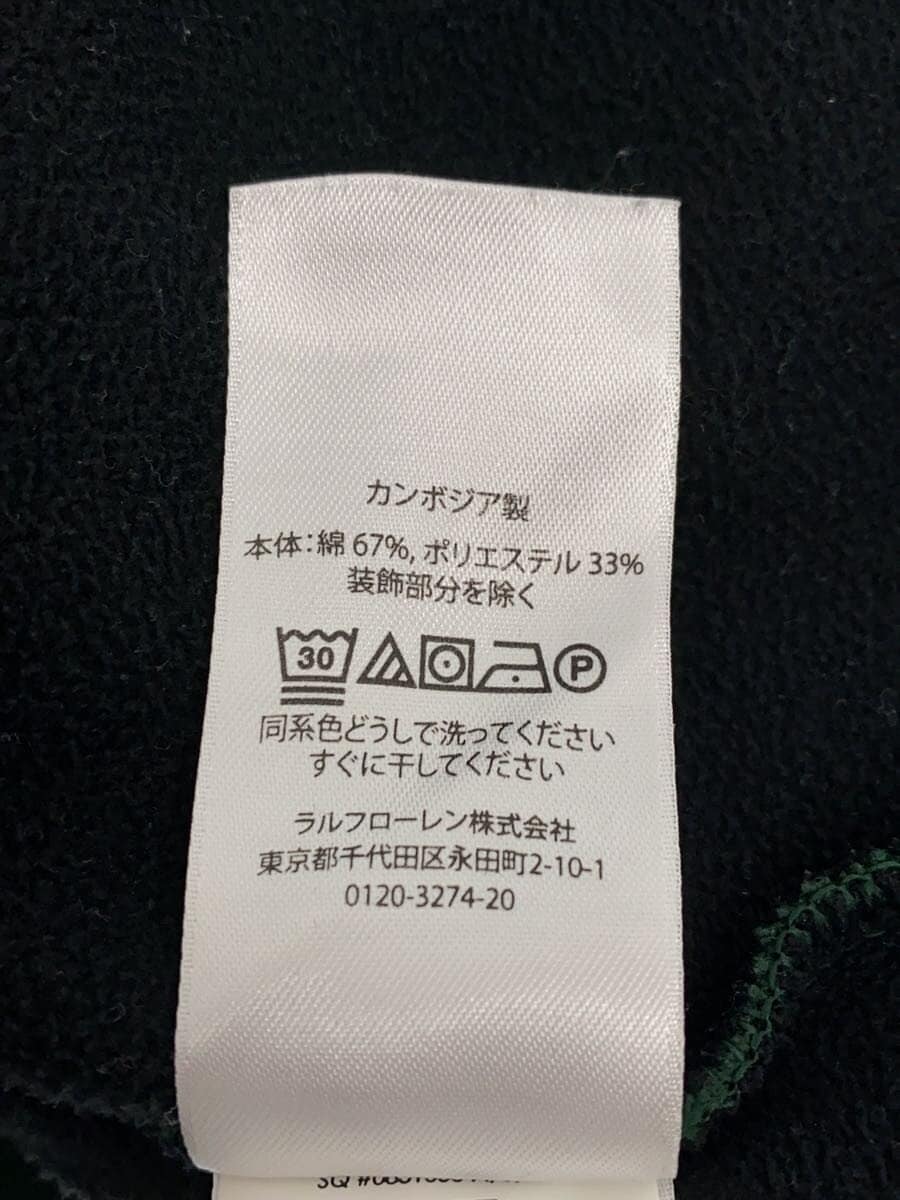 カンボジア製
本体：綿 67%, ポリエステル 33%
装飾部分を除く
30
P
同系色どうしで洗ってください
すぐに干してください
ラルフローレン株式会社
東京都千代田区永田町2-10-1
0120-3274-20